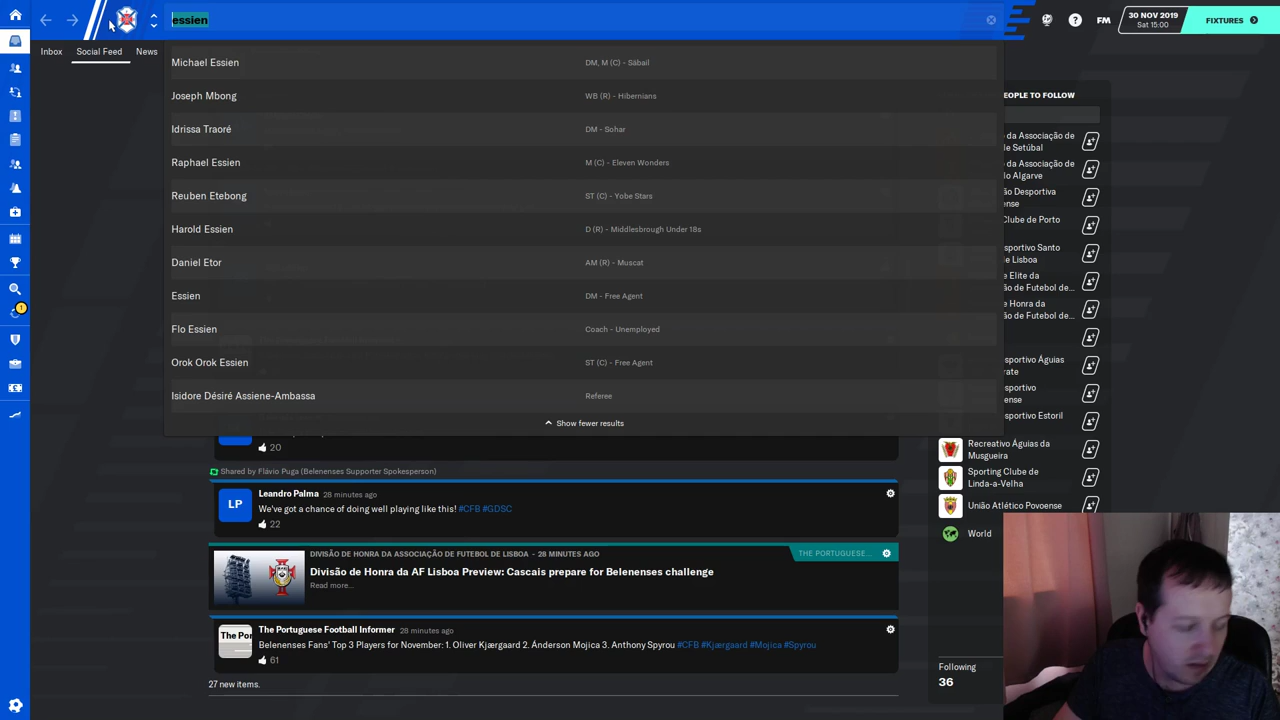 essien
FM
30 NOV 2019
Sat 15:00
FIXTURES
Inbox
Social Feed
News
Michael Essien
DM, M (C) - Säbail
Joseph Mbong
WB (R) - Hibernians
Idrissa Traoré
DM - Sohar
Raphael Essien
M (C) - Eleven Wonders
Reuben Etebong
ST (C) - Yobe Stars
Harold Essien
D (R) - Middlesbrough Under 18s
Daniel Etor
AM (R) - Muscat
Essien
DM - Free Agent
Flo Essien
Coach - Unemployed
Orok Orok Essien
ST (C) - Free Agent
Isidore Désiré Assiene-Ambassa
Referee
Show fewer results
EOPLE TO FOLLOW
da Associação de
de Setúbal
da Associação de
lo Algarve
o Desportiva
ense
Clube de Porto
esportivo Santo
de Lisboa
e Elite da
ão de Futebol de...
e Honra da
ão de Futebol de...
esportivo Águias
rate
esportivo
ense
esportivo Estoril
Recreativo Águias da
Musgueira
Sporting Clube de
Linda-a-Velha
União Atlético Povoense
World
Following
36
20
Shared by Flávio Puga (Belenenses Supporter Spokesperson)
LP
Leandro Palma 28 minutes ago
We've got a chance of doing well playing like this! #CFB #GDSC
22
DIVISÃO DE HONRA DA ASSOCIAÇÃO DE FUTEBOL DE LISBOA - 28 MINUTES AGO
THE PORTUGUESE...
Divisão de Honra da AF Lisboa Preview: Cascais prepare for Belenenses challenge
Read more...
The Por
The Portuguese Football Informer 28 minutes ago
Belenenses Fans' Top 3 Players for November: 1. Oliver Kjærgaard 2. Ánderson Mojica 3. Anthony Spyrou #CFB #Kjærgaard #Mojica #Spyrou
61
27 new items.
1